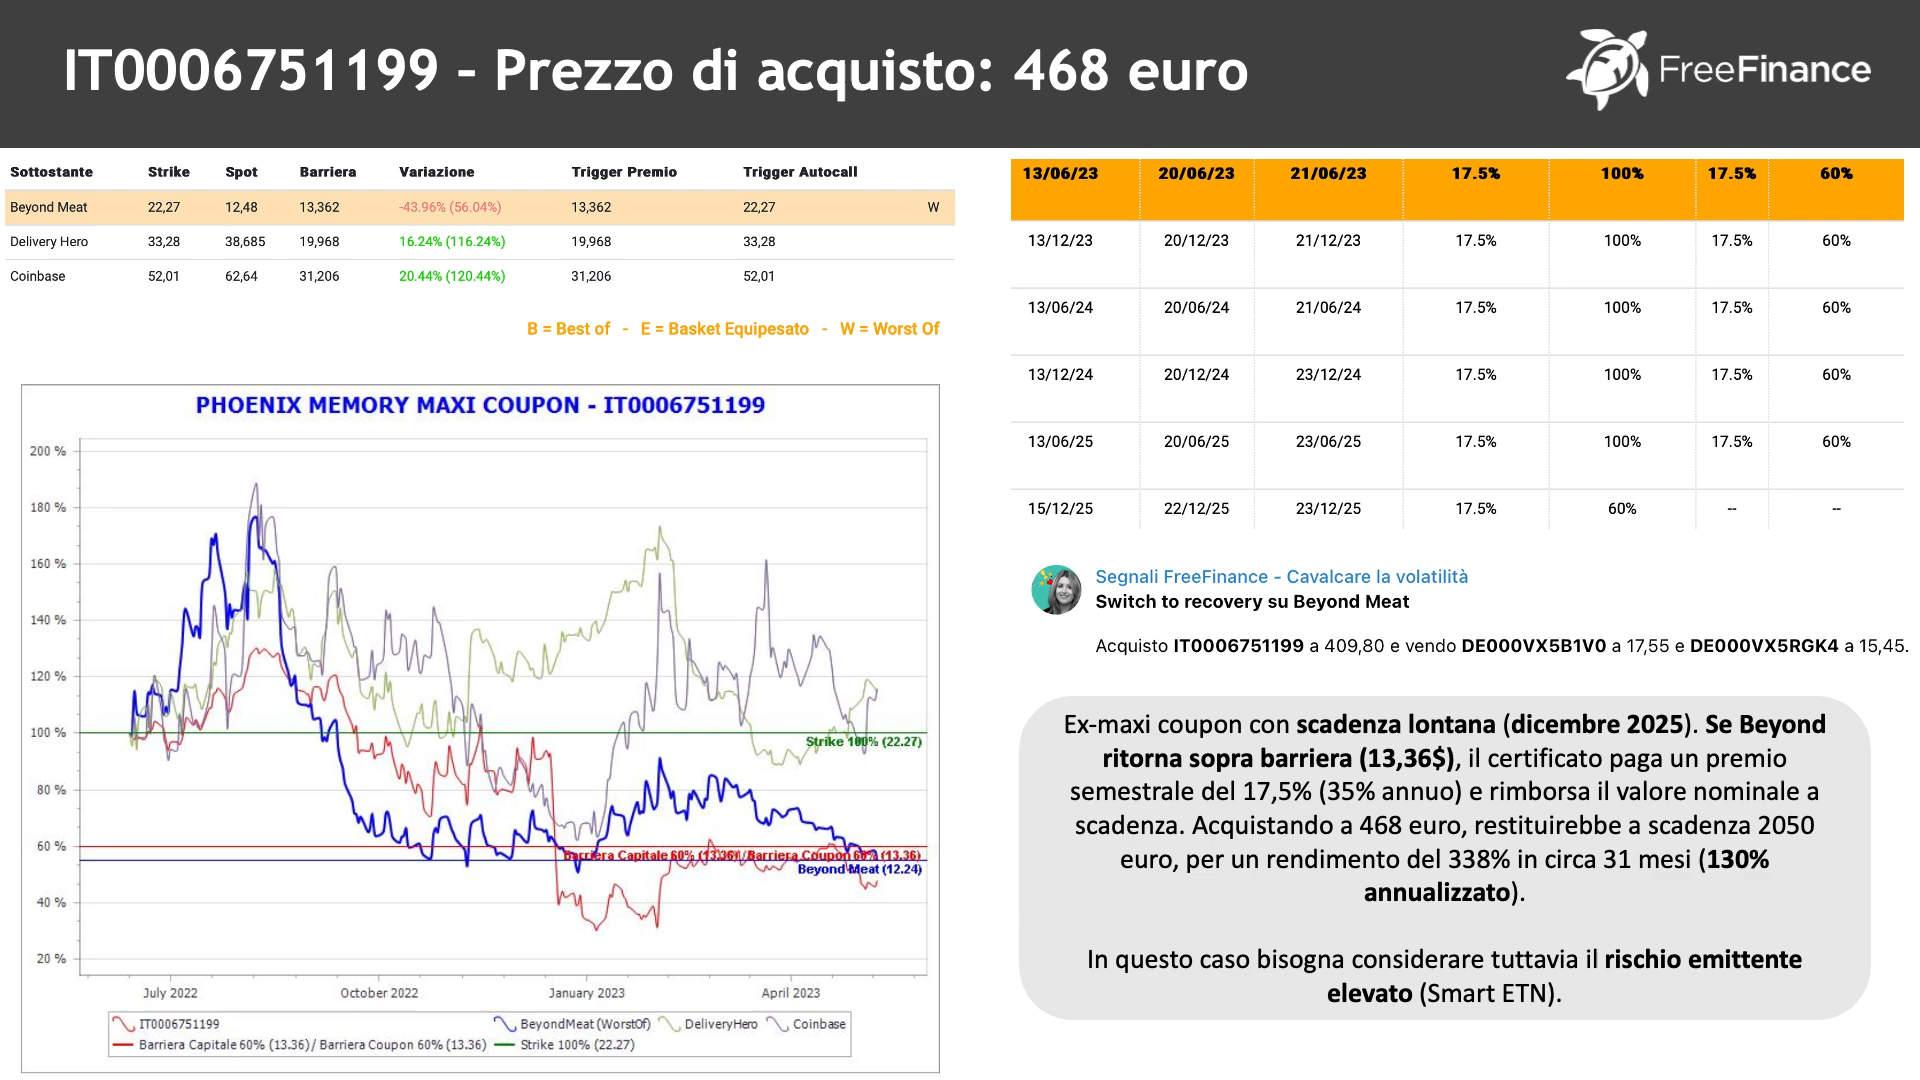 IT0006751199 - Prezzo di acquisto: 468 euro
FreeFinance
Sottostante Strike Spot Barriera Variazione Trigger Premio Trigger Autocall
Beyond Meat 22,27 12,48 13,362 -43.96% (56.04%) 13,362 22,27 W
Delivery Hero 33,28 38,685 19,968 16.24% (116.24%) 19,968 33,28
Coinbase 52,01 62,64 31,206 20.44% (120.44%) 31,206 52,01
B = Best of - E = Basket Equipesato - W = Worst Of
PHOENIX MEMORY MAXI COUPON - IT0006751199
200 %
180 %
160 %
140 %
120 %
100 %
80 %
60 %
40 %
20 %
Strike 100% (22.27)
Barriera Capitale 60% (13.36)/Barriera Coupon 60% (13.36)
Beyond Meat (12.24)
July 2022 October 2022 January 2023 April 2023
IT0006751199 BeyondMeat (WorstOf) DeliveryHero Coinbase
Barriera Capitale 60% (13.36)/ Barriera Coupon 60% (13.36) Strike 100% (22.27)
13/06/23 20/06/23 21/06/23 17.5% 100% 17.5% 60%
13/12/23 20/12/23 21/12/23 17.5% 100% 17.5% 60%
13/06/24 20/06/24 21/06/24 17.5% 100% 17.5% 60%
13/12/24 20/12/24 23/12/24 17.5% 100% 17.5% 60%
13/06/25 20/06/25 23/06/25 17.5% 100% 17.5% 60%
15/12/25 22/12/25 23/12/25 17.5% 60% -- --
Segnali FreeFinance - Cavalcare la volatilità
Switch to recovery su Beyond Meat
Acquisto IT0006751199 a 409,80 e vendo DE000VX5B1V0 a 17,55 e DE000VX5RGK4 a 15,45.
Ex-maxi coupon con scadenza lontana (dicembre 2025). Se Beyond
ritorna sopra barriera (13,36$), il certificato paga un premio
semestrale del 17,5% (35% annuo) e rimborsa il valore nominale a
scadenza. Acquistando a 468 euro, restituirebbe a scadenza 2050
euro, per un rendimento del 338% in circa 31 mesi (130%
annualizzato).
In questo caso bisogna considerare tuttavia il rischio emittente
elevato (Smart ETN).